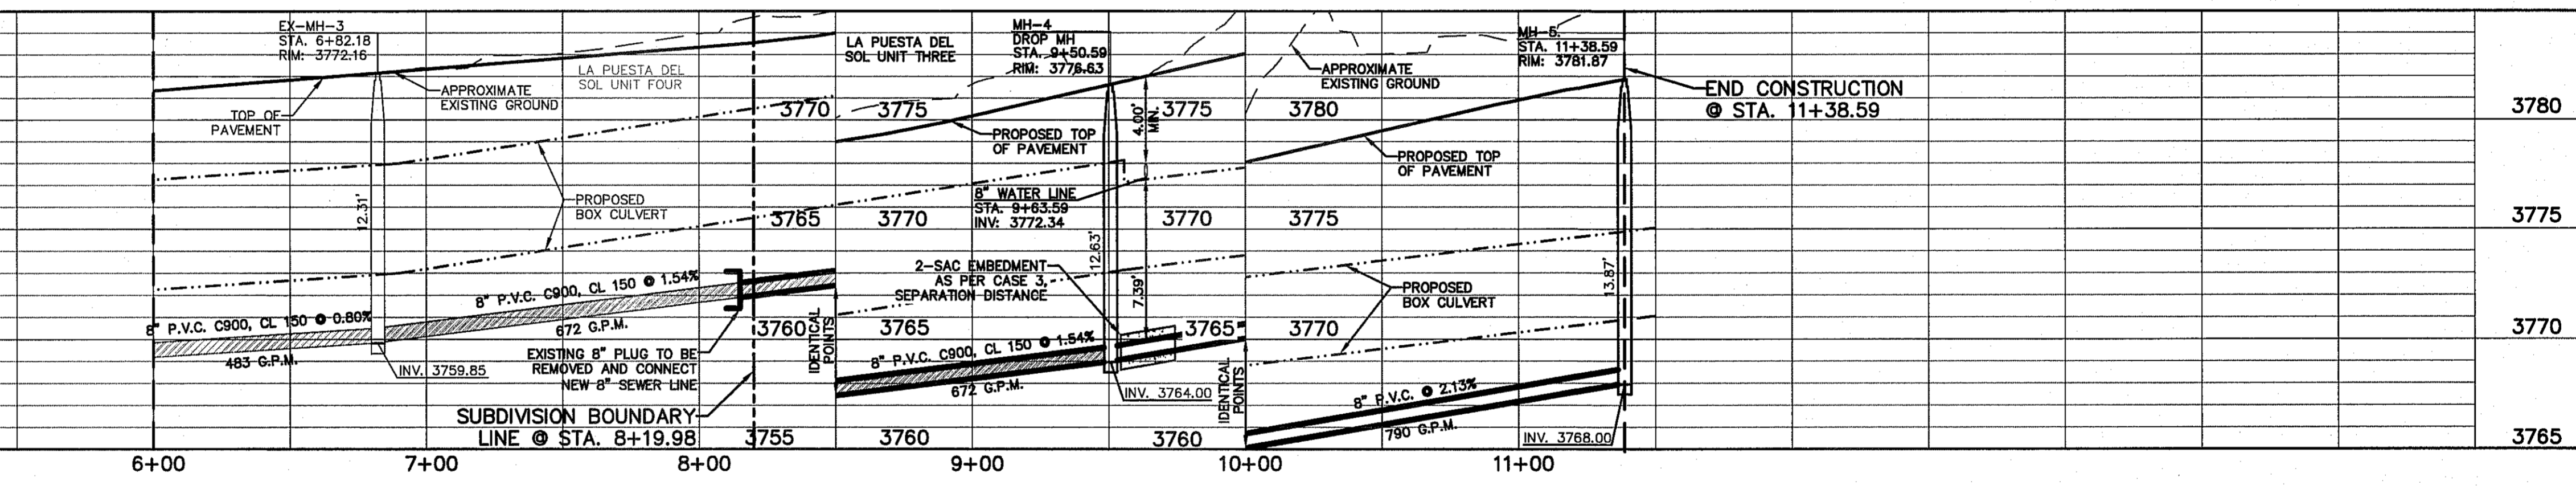 EX-MH-3
STA. 6+82.18
RIM: 3772.16
TOP OF
PAVEMENT
APPROXIMATE
EXISTING GROUND
LA PUESTA DEL
SOL UNIT FOUR
12.31'
PROPOSED
BOX CULVERT
8" P.V.C. C900, CL 150 @ 0.80%
483 G.P.M.
INV. 3759.85
8" P.V.C. C900, CL 150 @ 1.54%
672 G.P.M.
EXISTING 8" PLUG TO BE
REMOVED AND CONNECT
NEW 8" SEWER LINE
SUBDIVISION BOUNDARY
LINE @ STA. 8+19.98
3770
3765
3760
3755
IDENTICAL
POINTS
LA PUESTA DEL
SOL UNIT THREE
3775
3770
3765
3760
MH-4
DROP MH
STA. 9+50.59
RIM: 3776.63
PROPOSED TOP
OF PAVEMENT
4.00'
MIN.
8" WATER LINE
STA. 9+63.59
INV: 3772.34
12.63'
7.39'
2-SAC EMBEDMENT
AS PER CASE 3,
SEPARATION DISTANCE
8" P.V.C. C900, CL 150 @ 1.54%
672 G.P.M.
INV. 3764.00
3775
3770
3765
3760
IDENTICAL
POINTS
APPROXIMATE
EXISTING GROUND
3780
3775
3770
MH-5
STA. 11+38.59
RIM: 3781.87
PROPOSED TOP
OF PAVEMENT
PROPOSED
BOX CULVERT
13.87'
8" P.V.C. @ 2.13%
790 G.P.M.
INV. 3768.00
END CONSTRUCTION
@ STA. 11+38.59
3780
3775
3770
3765
6+00
7+00
8+00
9+00
10+00
11+00